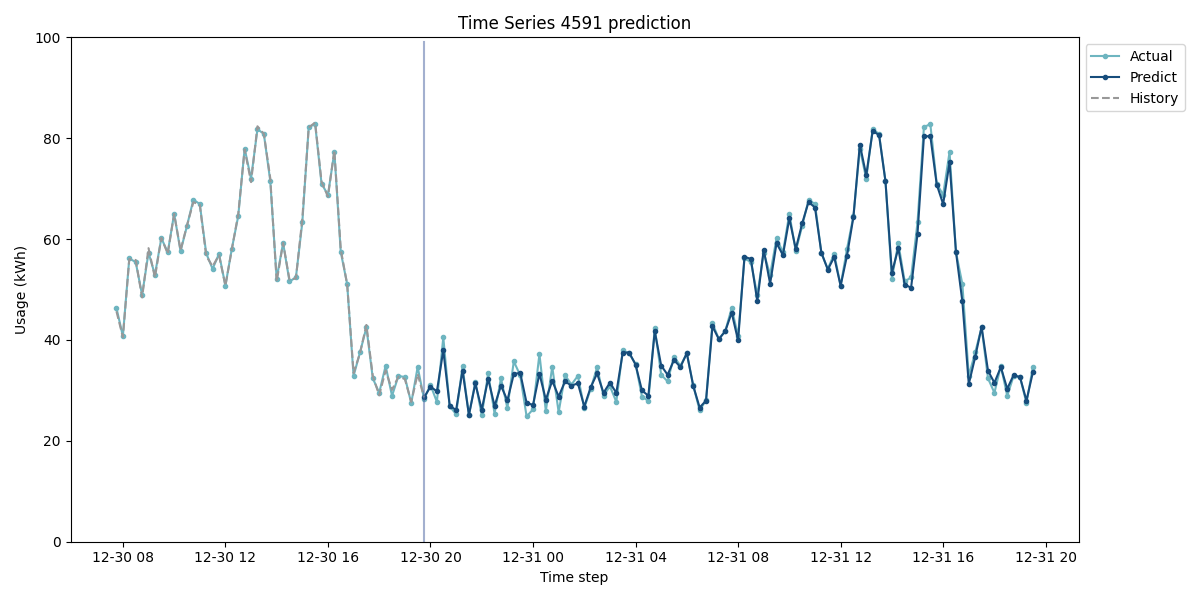 Time Series 4591 prediction
Actual
Predict
History
Usage (kWh)
100
80
60
40
20
0
12-30 08 12-30 12 12-30 16 12-30 20 12-31 00 12-31 04 12-31 08 12-31 12 12-31 16 12-31 20
Time step